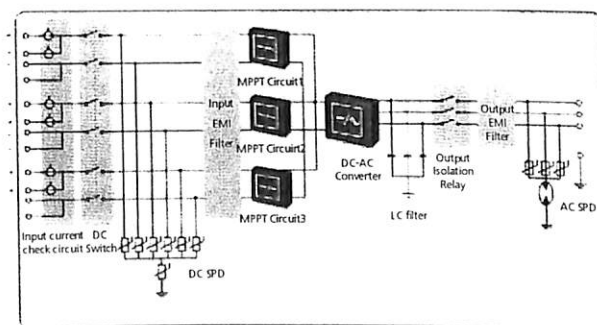 MPPT Circuit1
Input
EMI
Filter
MPPT Circuit2
MPPT Circuit3
DC-AC
Converter
Output
Isolation
Relay
Output
EMI
Filter
LC filter
AC SPD
Input current
check circuit
DC
Switch
DC SPD